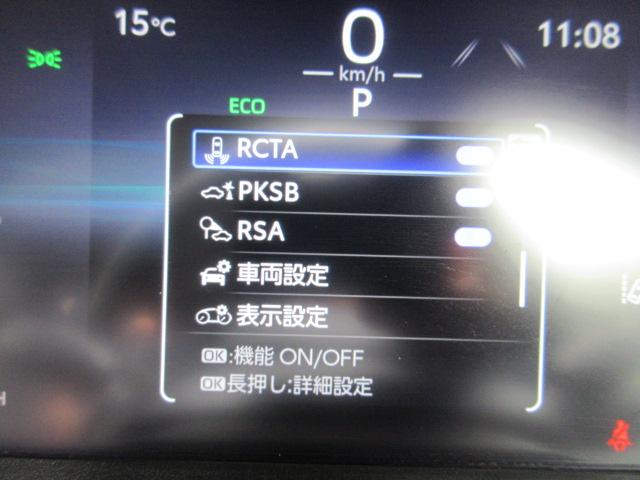 15℃
0
km/h
11:08
ECO
P
RCTA
PKSB
RSA
車両設定
表示設定
OK:機能 ON/OFF
OK長押し:詳細設定
H